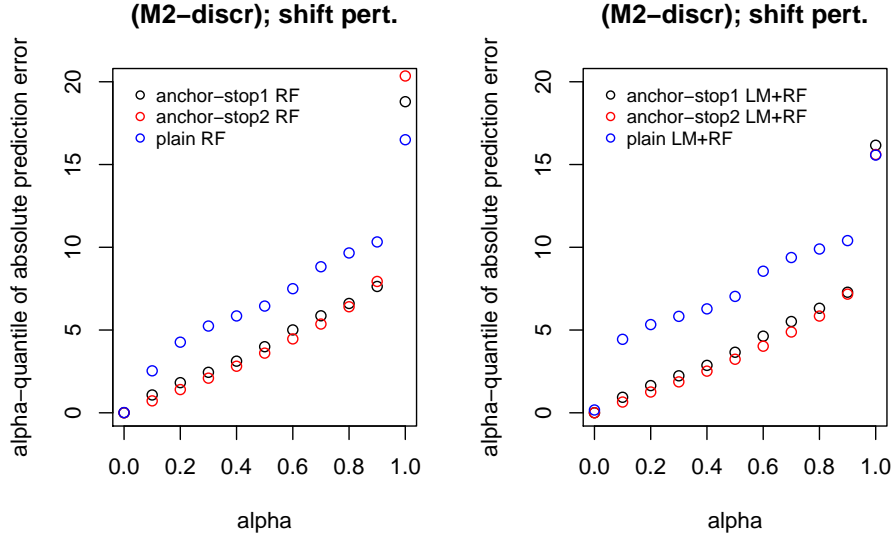 (M2−discr); shift pert.
alpha−quantile of absolute prediction error
20
15
10
5
0
anchor−stop1 RF
anchor−stop2 RF
plain RF
0.0 0.2 0.4 0.6 0.8 1.0
alpha
(M2−discr); shift pert.
alpha−quantile of absolute prediction error
20
15
10
5
0
anchor−stop1 LM+RF
anchor−stop2 LM+RF
plain LM+RF
0.0 0.2 0.4 0.6 0.8 1.0
alpha